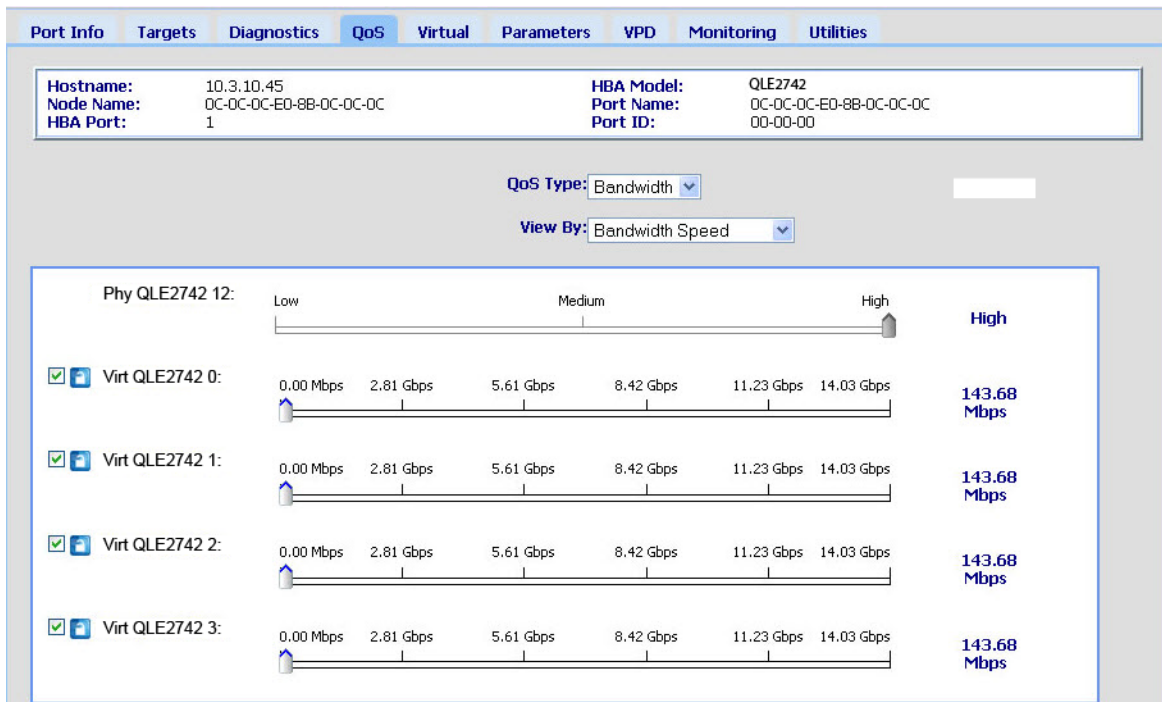 Port Info Targets Diagnostics QoS Virtual Parameters VPD Monitoring Utilities
Hostname: 10.3.10.45 HBA Model: QLE2742
Node Name: 0C-0C-0C-E0-8B-0C-0C-0C Port Name: 0C-0C-0C-E0-8B-0C-0C-0C
HBA Port: 1 Port ID: 00-00-00
QoS Type: Bandwidth
View By: Bandwidth Speed
Phy QLE2742 12: Low Medium High High
Virt QLE2742 0: 0.00 Mbps 2.81 Gbps 5.61 Gbps 8.42 Gbps 11.23 Gbps 14.03 Gbps 143.68 Mbps
Virt QLE2742 1: 0.00 Mbps 2.81 Gbps 5.61 Gbps 8.42 Gbps 11.23 Gbps 14.03 Gbps 143.68 Mbps
Virt QLE2742 2: 0.00 Mbps 2.81 Gbps 5.61 Gbps 8.42 Gbps 11.23 Gbps 14.03 Gbps 143.68 Mbps
Virt QLE2742 3: 0.00 Mbps 2.81 Gbps 5.61 Gbps 8.42 Gbps 11.23 Gbps 14.03 Gbps 143.68 Mbps